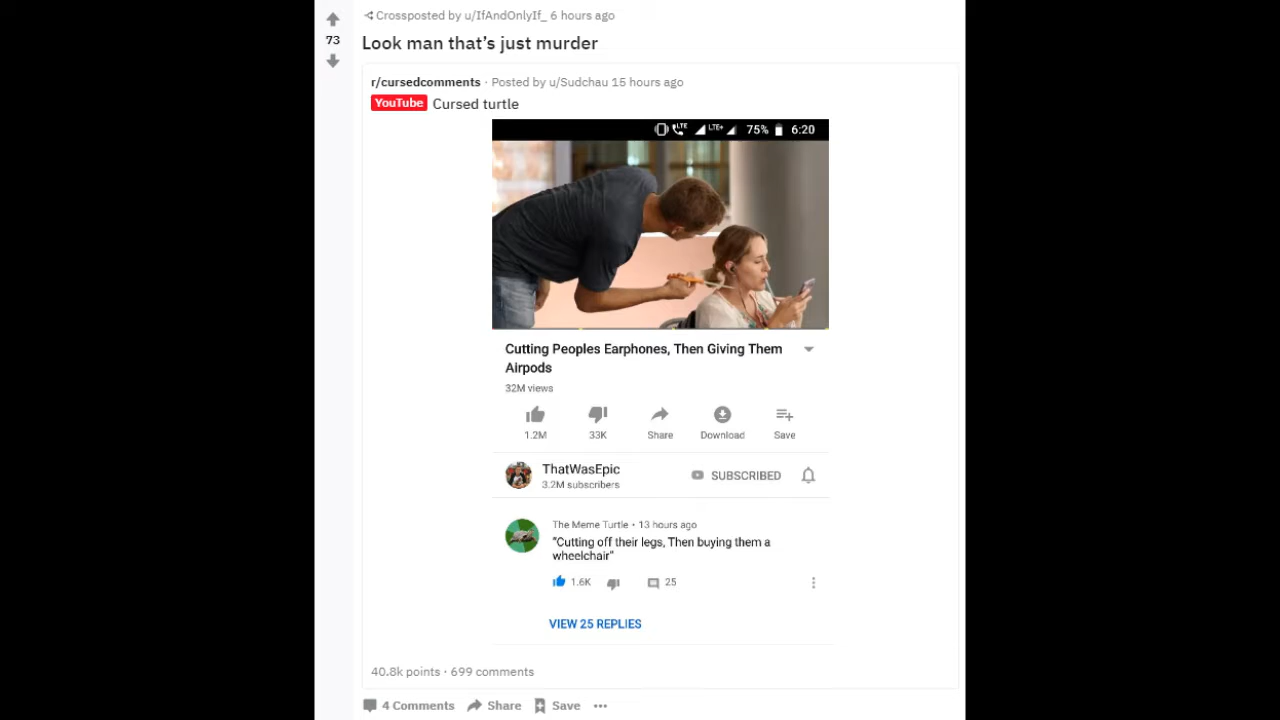 Crossposted by u/IfAndOnlyIf_ 6 hours ago
73
Look man that's just murder
r/cursedcomments · Posted by u/Sudchau 15 hours ago
YouTube Cursed turtle
LTE LTE+ 75% 6:20
Cutting Peoples Earphones, Then Giving Them
Airpods
32M views
1.2M 33K Share Download Save
ThatWasEpic
SUBSCRIBED
3.2M subscribers
The Meme Turtle • 13 hours ago
"Cutting off their legs, Then buying them a
wheelchair"
1.6K 25
VIEW 25 REPLIES
40.8k points · 699 comments
4 Comments Share Save